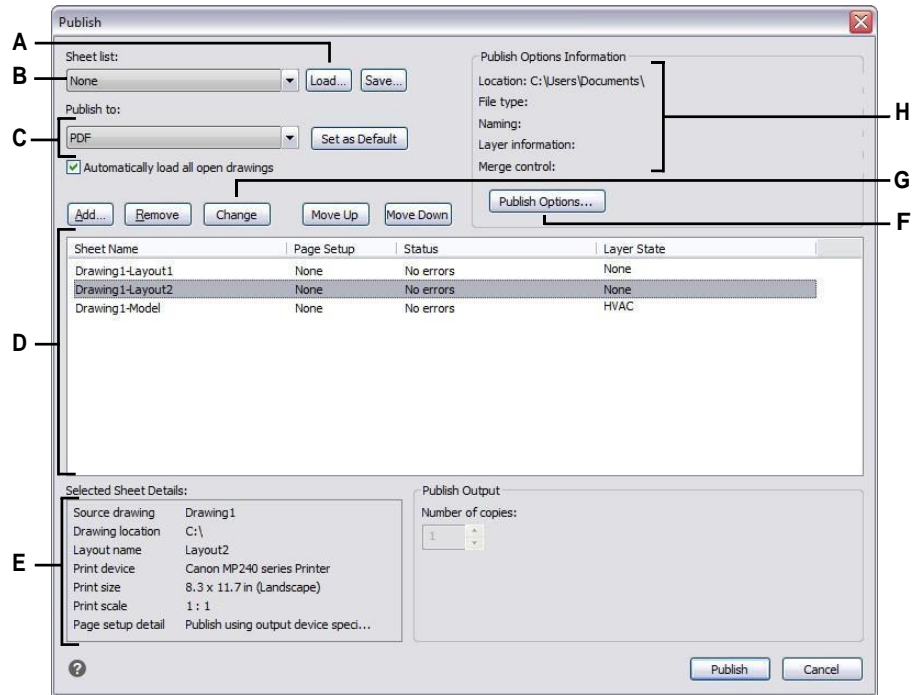 Publish
A
Sheet list:
B
None
Load...
Save...
Publish to:
C
PDF
Set as Default
Automatically load all open drawings
Publish Options Information
Location: C:\Users\Documents\
File type:
Naming:
Layer information:
Merge control:
H
G
Publish Options...
F
Add...
Remove
Change
Move Up
Move Down
Sheet Name Page Setup Status Layer State
Drawing1-Layout1 None No errors None
Drawing1-Layout2 None No errors None
Drawing1-Model None No errors HVAC
D
Selected Sheet Details:
Source drawing Drawing1
Drawing location C:\
Layout name Layout2
Print device Canon MP240 series Printer
Print size 8.3 x 11.7 in (Landscape)
Print scale 1 : 1
Page setup detail Publish using output device speci...
E
Publish Output
Number of copies:
1
?
Publish
Cancel